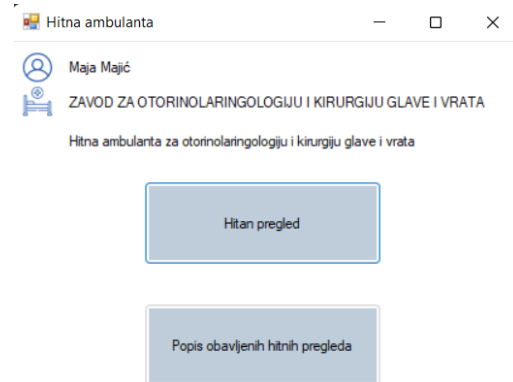 Hitna ambulanta
Maja Majić
ZAVOD ZA OTORINOLARINGOLOGIJU I KIRURGIJU GLAVE I VRATA
Hitna ambulanta za otorinolaringologiju i kirurgiju glave i vrata
Hitan pregled
Popis obavljenih hitnih pregleda